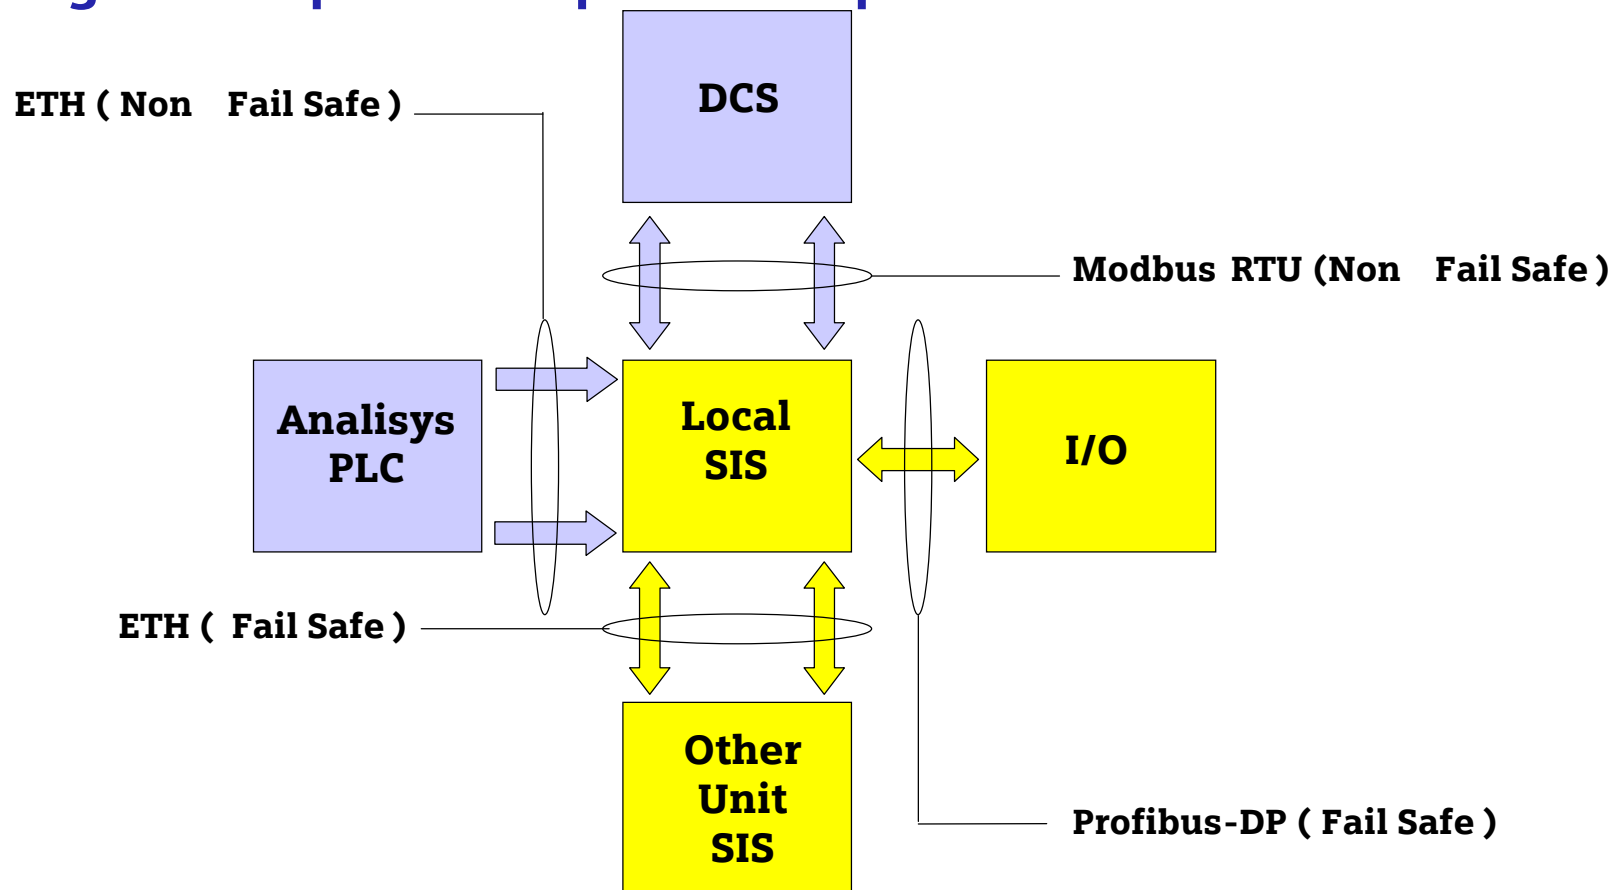 DCS
ETH ( Non Fail Safe )
Modbus RTU (Non Fail Safe )
Analisys
PLC
Local
SIS
I/O
ETH ( Fail Safe )
Other
Unit
SIS
Profibus-DP ( Fail Safe )